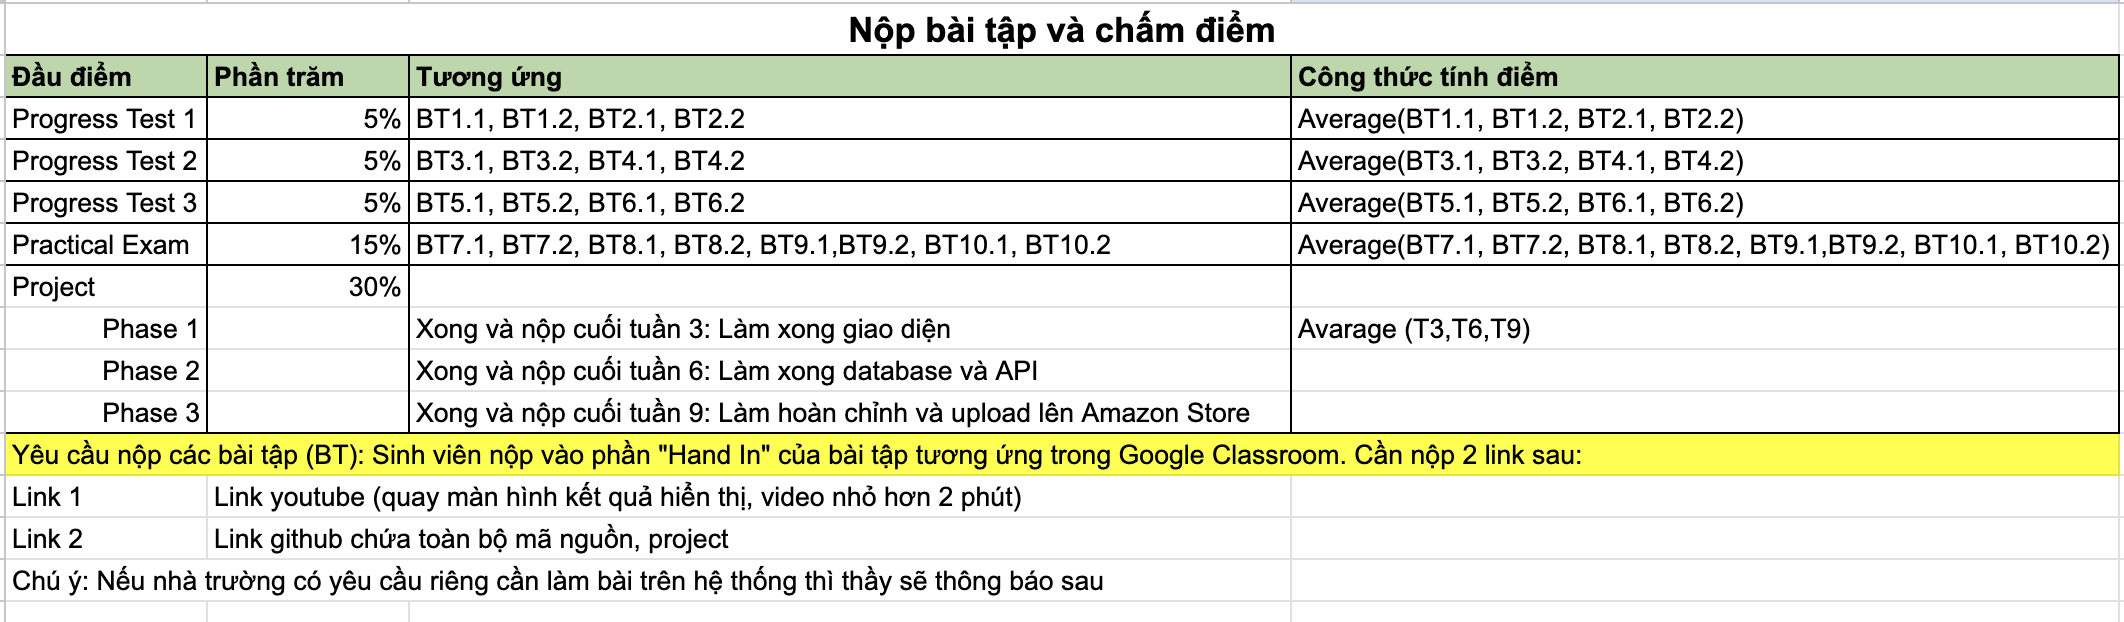 Nộp bài tập và chấm điểm
Đầu điểm Phần trăm Tương ứng Công thức tính điểm
Progress Test 1 5% BT1.1, BT1.2, BT2.1, BT2.2 Average(BT1.1, BT1.2, BT2.1, BT2.2)
Progress Test 2 5% BT3.1, BT3.2, BT4.1, BT4.2 Average(BT3.1, BT3.2, BT4.1, BT4.2)
Progress Test 3 5% BT5.1, BT5.2, BT6.1, BT6.2 Average(BT5.1, BT5.2, BT6.1, BT6.2)
Practical Exam 15% BT7.1, BT7.2, BT8.1, BT8.2, BT9.1,BT9.2, BT10.1, BT10.2 Average(BT7.1, BT7.2, BT8.1, BT8.2, BT9.1,BT9.2, BT10.1, BT10.2)
Project 30%
Phase 1 Xong và nộp cuối tuần 3: Làm xong giao diện Avarage (T3,T6,T9)
Phase 2 Xong và nộp cuối tuần 6: Làm xong database và API
Phase 3 Xong và nộp cuối tuần 9: Làm hoàn chỉnh và upload lên Amazon Store
Yêu cầu nộp các bài tập (BT): Sinh viên nộp vào phần "Hand In" của bài tập tương ứng trong Google Classroom. Cần nộp 2 link sau:
Link 1 Link youtube (quay màn hình kết quả hiển thị, video nhỏ hơn 2 phút)
Link 2 Link github chứa toàn bộ mã nguồn, project
Chú ý: Nếu nhà trường có yêu cầu riêng cần làm bài trên hệ thống thì thầy sẽ thông báo sau